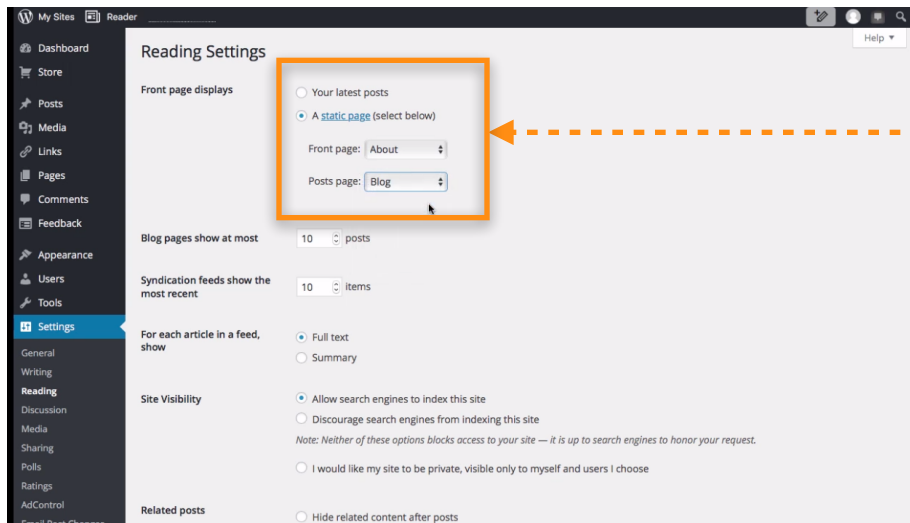 My Sites Reader
Help
Dashboard
Store
Posts
Media
Links
Pages
Comments
Feedback
Appearance
Users
Tools
Settings
General
Writing
Reading
Discussion
Media
Sharing
Polls
Ratings
AdControl
Email Post Changes
Reading Settings
Front page displays
Your latest posts
A static page (select below)
Front page: About
Posts page: Blog
Blog pages show at most 10 posts
Syndication feeds show the
most recent
10 items
For each article in a feed,
show
Full text
Summary
Site Visibility
Allow search engines to index this site
Discourage search engines from indexing this site
Note: Neither of these options blocks access to your site — it is up to search engines to honor your request.
I would like my site to be private, visible only to myself and users I choose
Related posts
Hide related content after posts